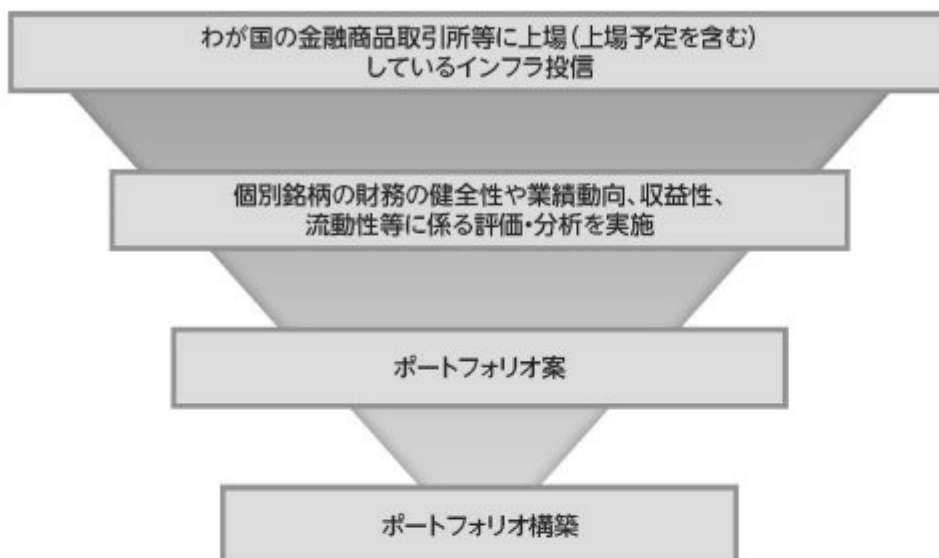 わが国の金融商品取引所等に上場(上場予定を含む)
しているインフラ投信
個別銘柄の財務の健全性や業績動向、収益性、
流動性等に係る評価・分析を実施
ポートフォリオ案
ポートフォリオ構築